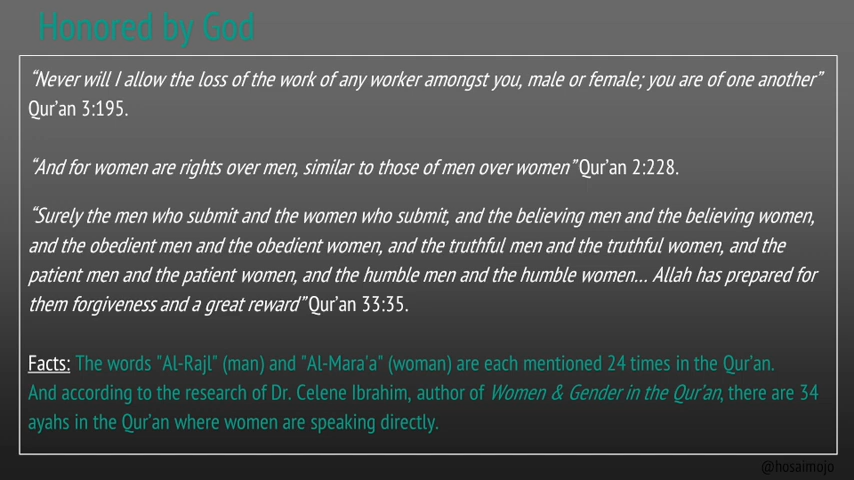 Honored by God
“Never will I allow the loss of the work of any worker amongst you, male or female; you are of one another”
Qur’an 3:195.
“And for women are rights over men, similar to those of men over women” Qur’an 2:228.
“Surely the men who submit and the women who submit, and the believing men and the believing women,
and the obedient men and the obedient women, and the truthful men and the truthful women, and the
patient men and the patient women, and the humble men and the humble women... Allah has prepared for
them forgiveness and a great reward” Qur’an 33:35.
Facts: The words "Al-Rajl" (man) and "Al-Mara'a" (woman) are each mentioned 24 times in the Qur’an.
And according to the research of Dr. Celene Ibrahim, author of Women & Gender in the Qur’an, there are 34
ayahs in the Qur’an where women are speaking directly.
@hosaimojo